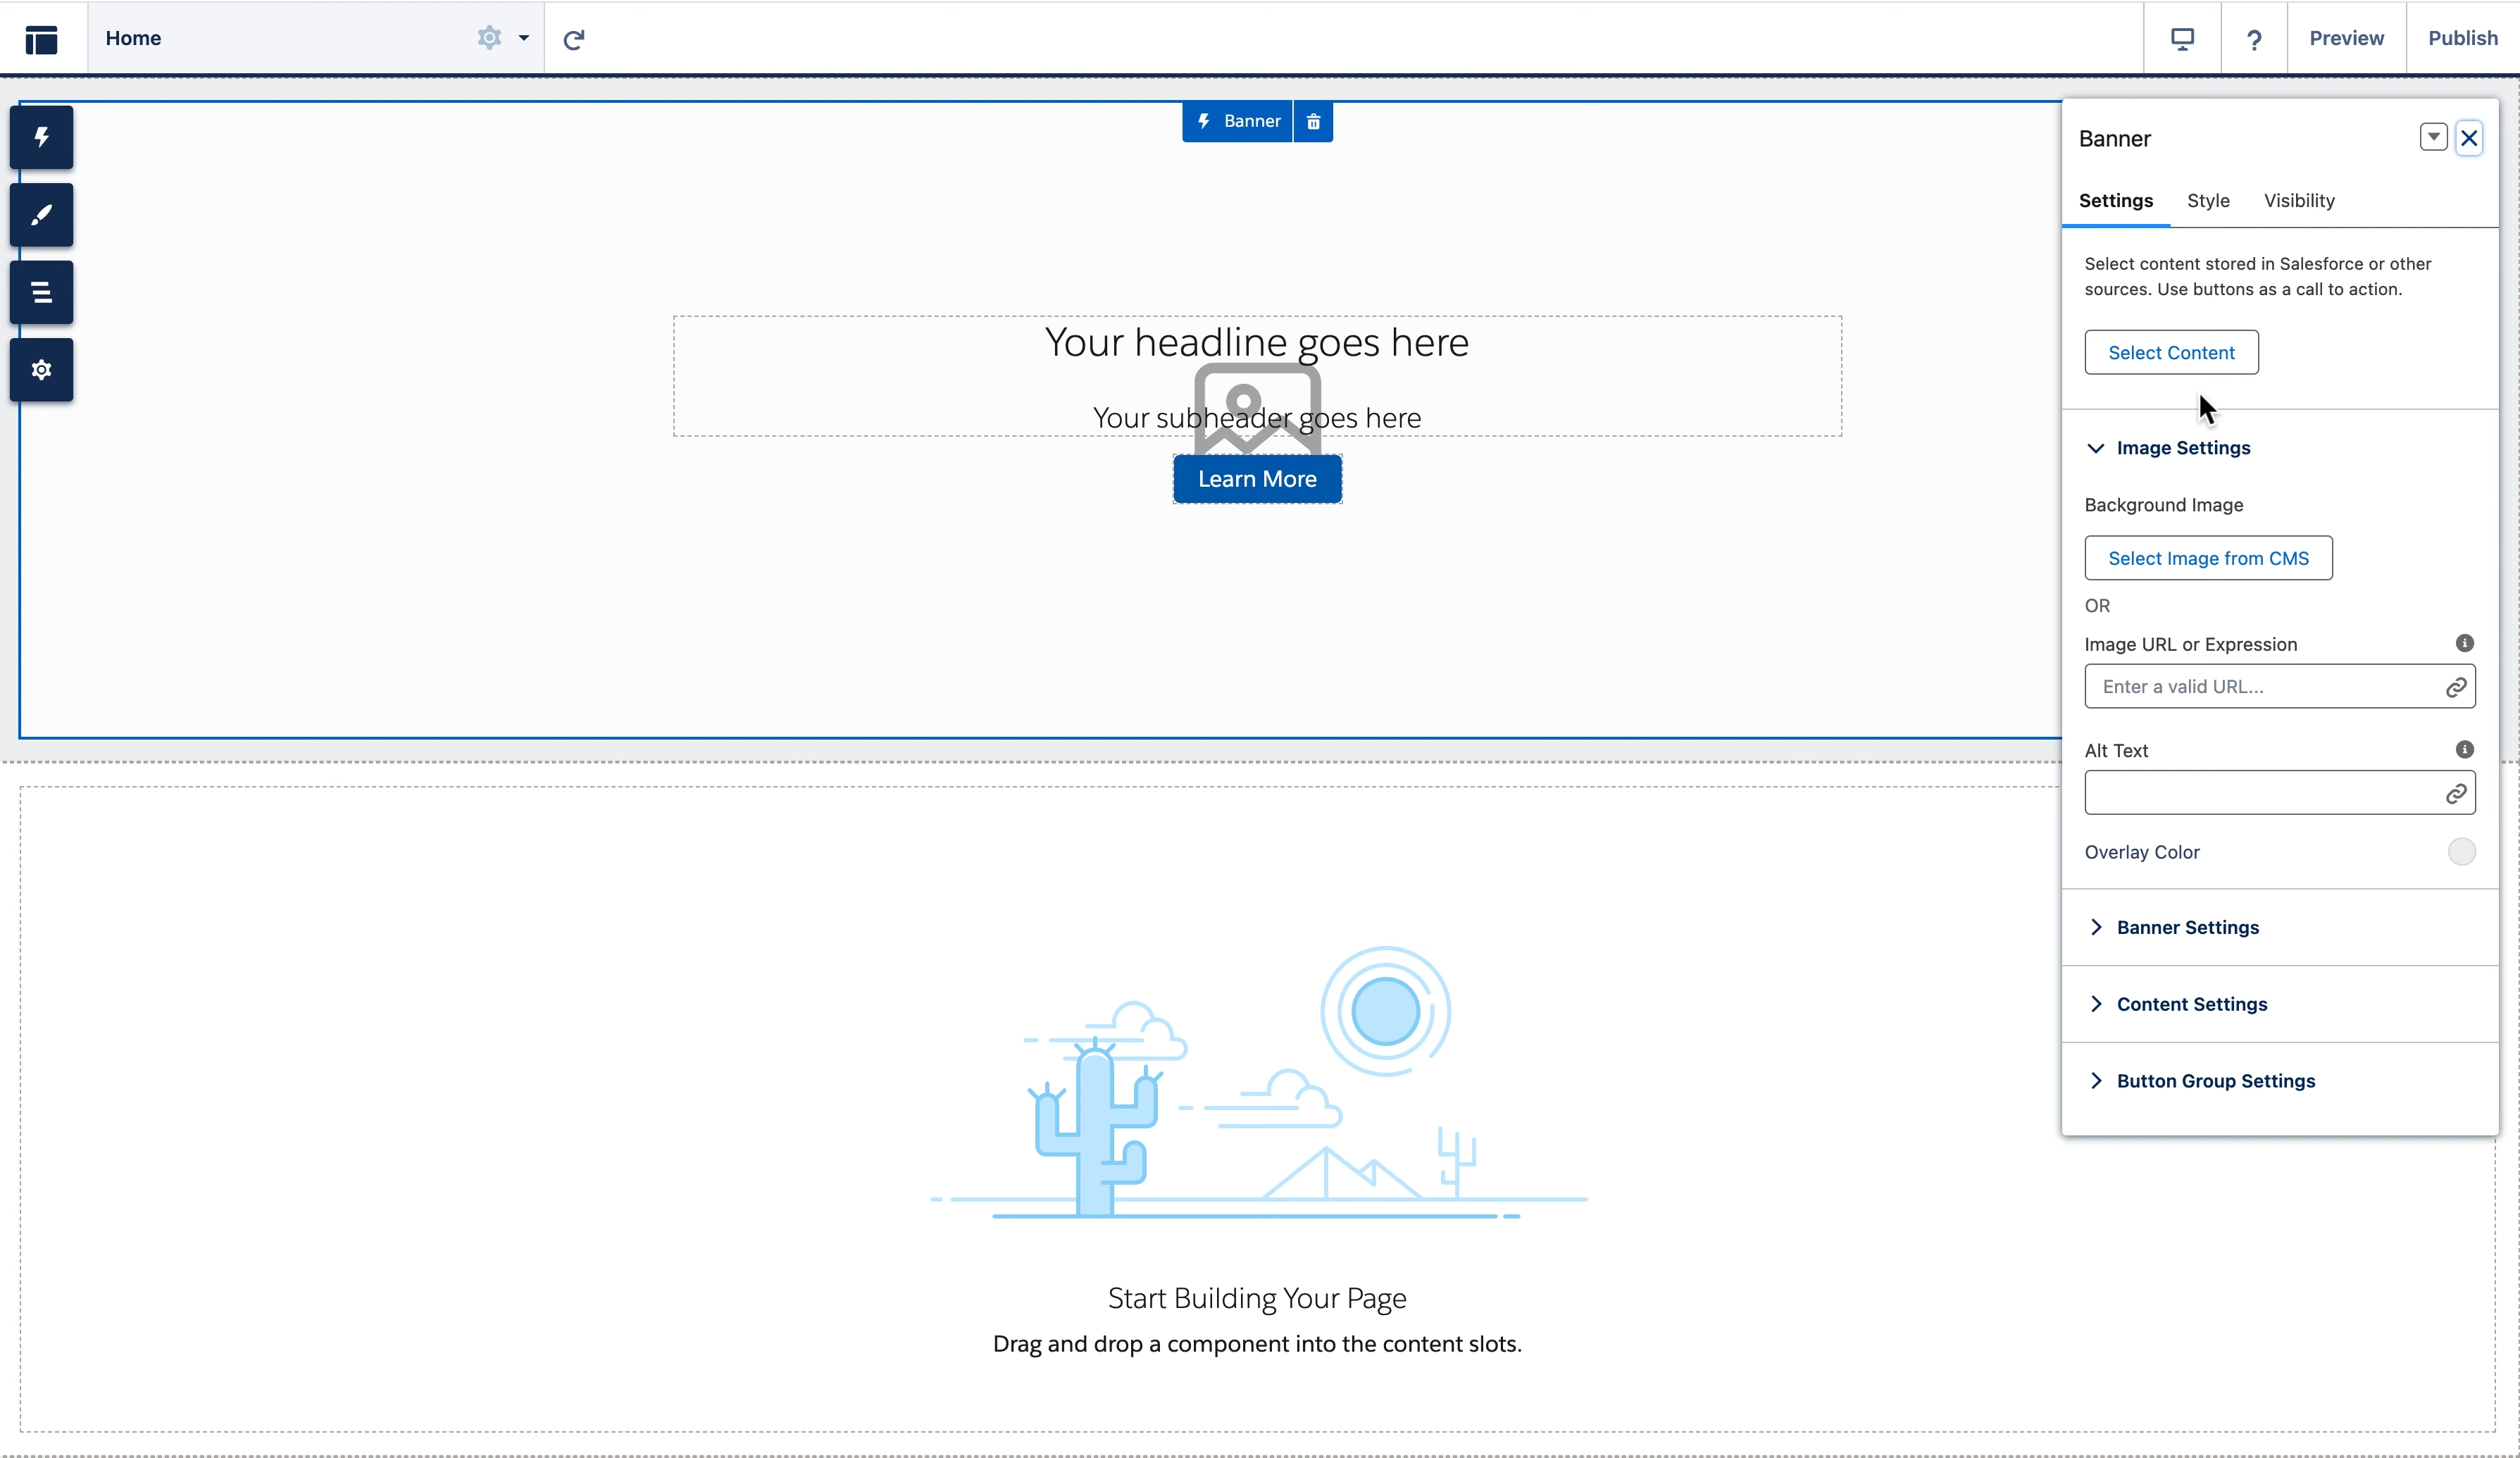 Home
?
Preview
Publish
Banner
Your headline goes here
Your subheader goes here
Learn More
Banner
Settings
Style
Visibility
Select content stored in Salesforce or other
sources. Use buttons as a call to action.
Select Content
Image Settings
Background Image
Select Image from CMS
OR
Image URL or Expression
Enter a valid URL...
Alt Text
Overlay Color
Banner Settings
Content Settings
Button Group Settings
Start Building Your Page
Drag and drop a component into the content slots.